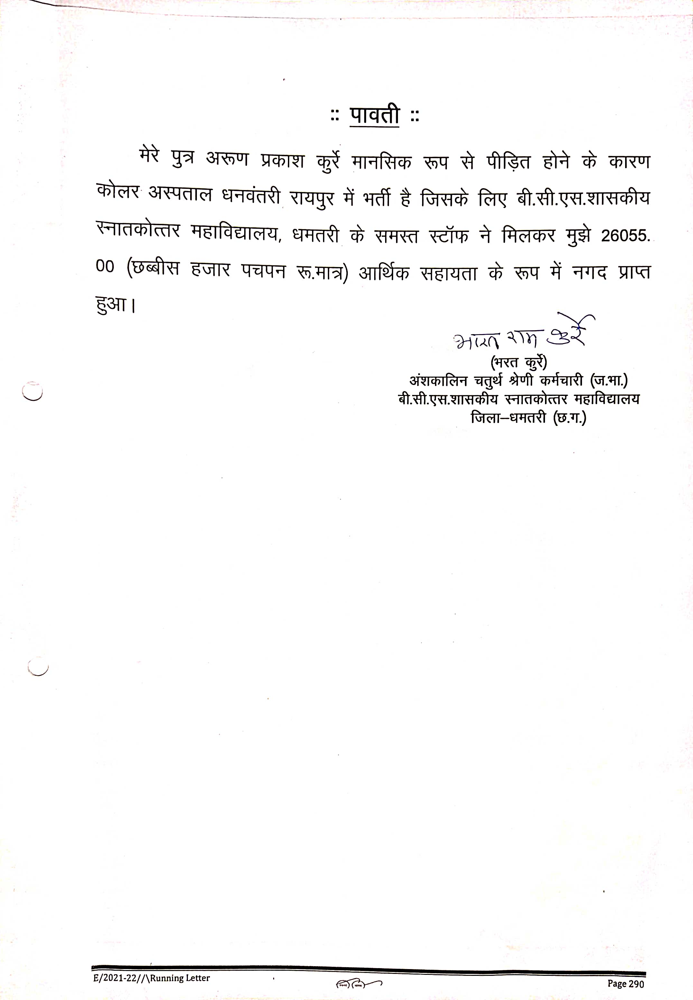 :: पावती ::
मेरे पुत्र अरूण प्रकाश कुर्रे मानसिक रूप से पीड़ित होने के कारण
कोलर अस्पताल धनवंतरी रायपुर में भर्ती है जिसके लिए बी.सी.एस.शासकीय
स्नातकोत्तर महाविद्यालय, धमतरी के समस्त स्टॉफ ने मिलकर मुझे 26055.
00 (छब्बीस हजार पचपन रू.मात्र) आर्थिक सहायता के रूप में नगद प्राप्त
हुआ।
भारत राम कुर्रे
(भरत कुर्रे)
अंशकालिन चतुर्थ श्रेणी कर्मचारी (ज.भा.)
बी.सी.एस.शासकीय स्नातकोत्तर महाविद्यालय
जिला–धमतरी (छ.ग.)
E/2021-22//\Running Letter
Page 290